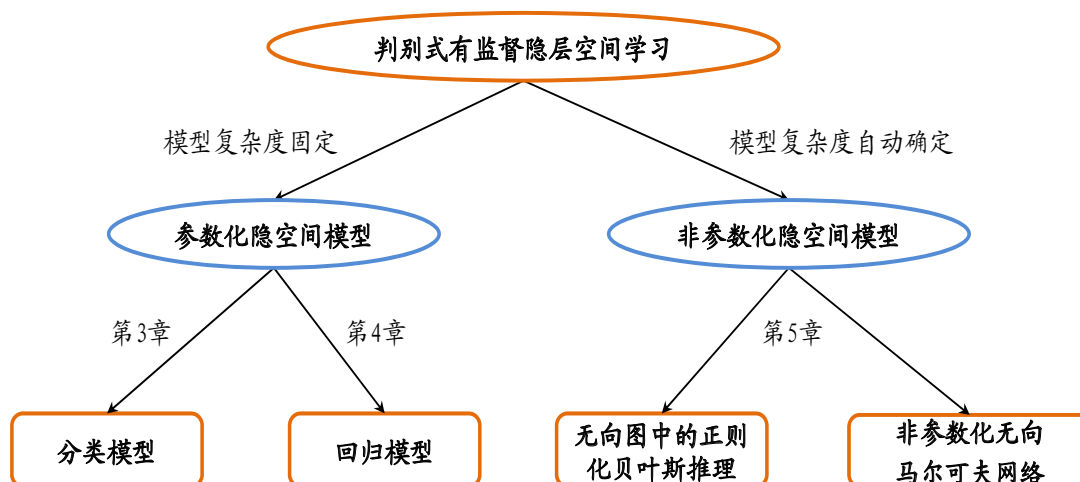 判别式有监督隐层空间学习
模型复杂度固定
模型复杂度自动确定
参数化隐空间模型
非参数化隐空间模型
第3章
第4章
第5章
分类模型
回归模型
无向图中的正则
化贝叶斯推理
非参数化无向
马尔可夫网络